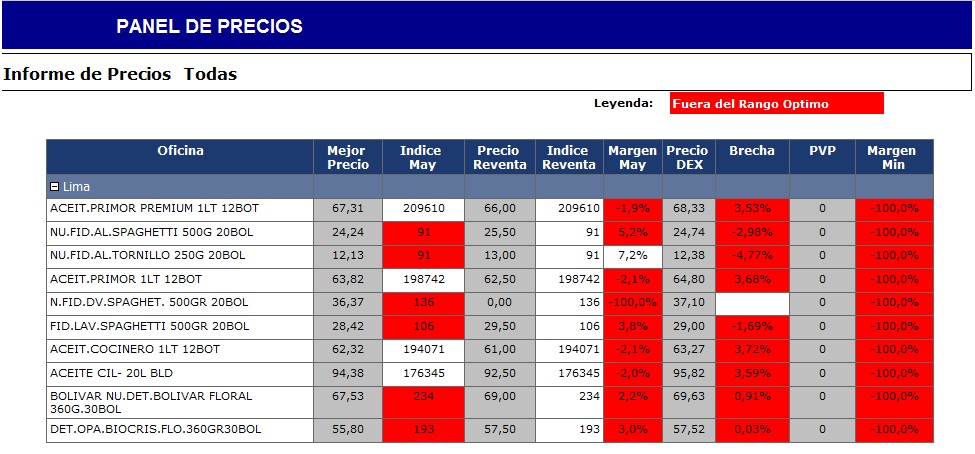 PANEL DE PRECIOS
Informe de Precios Todas
Leyenda: Fuera del Rango Optimo
Oficina Mejor Precio Indice May Precio Reventa Indice Reventa Margen May Precio DEX Brecha PVP Margen Min
Lima
ACEIT.PRIMOR PREMIUM 1LT 12BOT 67,31 209610 66,00 209610 -1,9% 68,33 3,53% 0 -100,0%
NU.FID.AL.SPAGHETTI 500G 20BOL 24,24 91 25,50 91 5,2% 24,74 -2,98% 0 -100,0%
NU.FID.AL.TORNILLO 250G 20BOL 12,13 91 13,00 91 7,2% 12,38 -4,77% 0 -100,0%
ACEIT.PRIMOR 1LT 12BOT 63,82 198742 62,50 198742 -2,1% 64,80 3,68% 0 -100,0%
N.FID.DV.SPAGHET. 500GR 20BOL 36,37 136 0,00 136 -100,0% 37,10 0 -100,0%
FID.LAV.SPAGHETTI 500GR 20BOL 28,42 106 29,50 106 3,8% 29,00 -1,69% 0 -100,0%
ACEIT.COCINERO 1LT 12BOT 62,32 194071 61,00 194071 -2,1% 63,27 3,72% 0 -100,0%
ACEITE CIL- 20L BLD 94,38 176345 92,50 176345 -2,0% 95,82 3,59% 0 -100,0%
BOLIVAR NU.DET.BOLIVAR FLORAL 360G.30BOL 67,53 234 69,00 234 2,2% 69,63 0,91% 0 -100,0%
DET.OPA.BIOCRIS.FLO.360GR30BOL 55,80 193 57,50 193 3,0% 57,52 0,03% 0 -100,0%